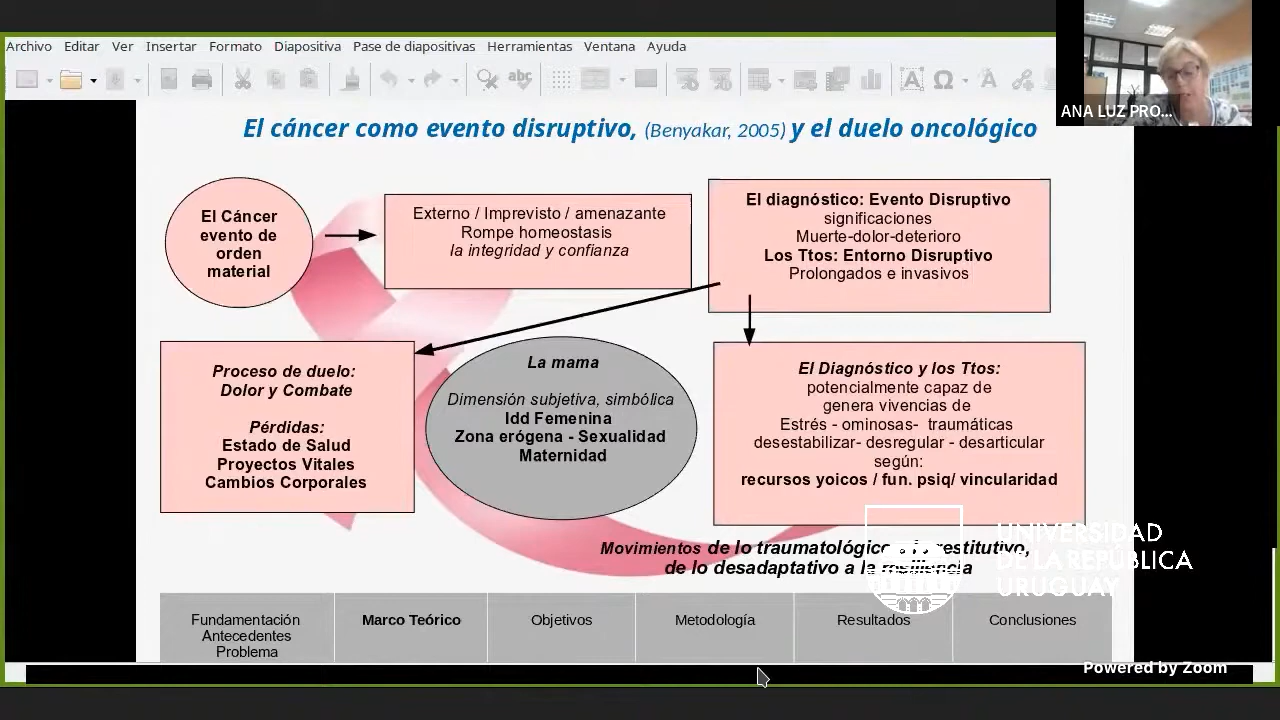 Archivo Editar Ver Insertar Formato Diapositiva Pase de diapositivas Herramientas Ventana Ayuda
ANA LUZ PRO...
El cáncer como evento disruptivo, (Benyakar, 2005) y el duelo oncológico
El Cáncer
evento de
orden
material
Externo / Imprevisto / amenazante
Rompe homeostasis
la integridad y confianza
El diagnóstico: Evento Disruptivo
significaciones
Muerte-dolor-deterioro
Los Ttos: Entorno Disruptivo
Prolongados e invasivos
Proceso de duelo:
Dolor y Combate
Pérdidas:
Estado de Salud
Proyectos Vitales
Cambios Corporales
La mama
Dimensión subjetiva, simbólica
Idd Femenina
Zona erógena - Sexualidad
Maternidad
El Diagnóstico y los Ttos:
potencialmente capaz de
genera vivencias de
Estrés - ominosas- traumáticas
desestabilizar- desregular - desarticular
según:
recursos yoicos / fun. psiq/ vincularidad
Movimientos de lo traumatológico restitutivo,
de lo desadaptativo a la resiliencia
UNIVERSIDAD
DE LA REPÚBLICA
URUGUAY
Fundamentación
Antecedentes
Problema
Marco Teórico
Objetivos
Metodología
Resultados
Conclusiones
Powered by Zoom